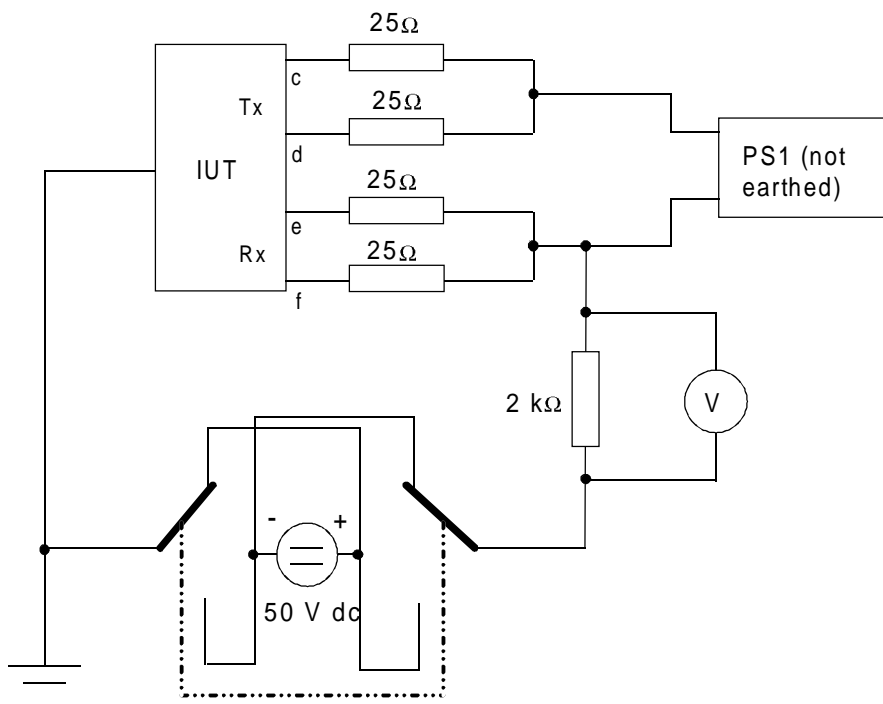 25Ω
c
Tx
25Ω
d
IUT
PS1 (not
earthed)
25Ω
e
Rx
25Ω
f
2 kΩ
V
- +
50 V dc